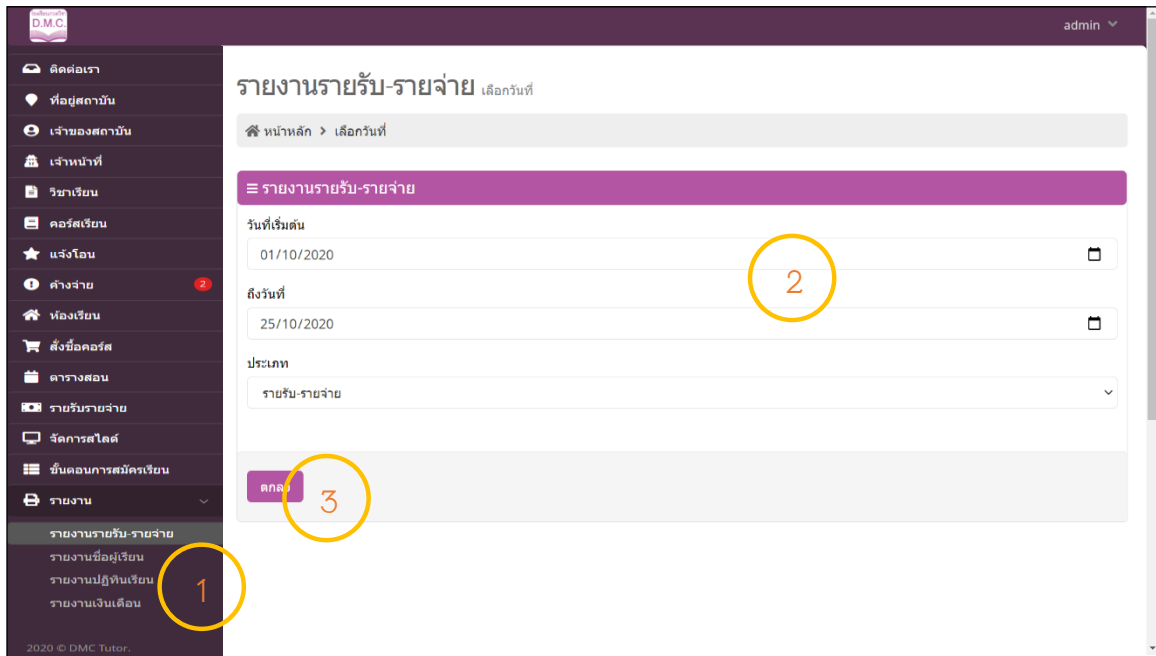 D.M.C.
admin
ติดต่อเรา
ที่อยู่สถาบัน
เจ้าของสถาบัน
เจ้าหน้าที่
วิชาเรียน
คอร์สเรียน
แจ้งโอน
ค้างจ่าย 2
ห้องเรียน
สั่งซื้อคอร์ส
ตารางสอน
รายรับรายจ่าย
จัดการสไลด์
ขั้นตอนการสมัครเรียน
รายงาน
รายงานรายรับ-รายจ่าย
รายงานชื่อผู้เรียน
รายงานปฏิทินเรียน
รายงานเงินเดือน
1
2020 © DMC Tutor.
รายงานรายรับ-รายจ่าย เลือกวันที่
หน้าหลัก > เลือกวันที่
รายงานรายรับ-รายจ่าย
วันที่เริ่มต้น
01/10/2020
2
ถึงวันที่
25/10/2020
ประเภท
รายรับ-รายจ่าย
ตกลง
3